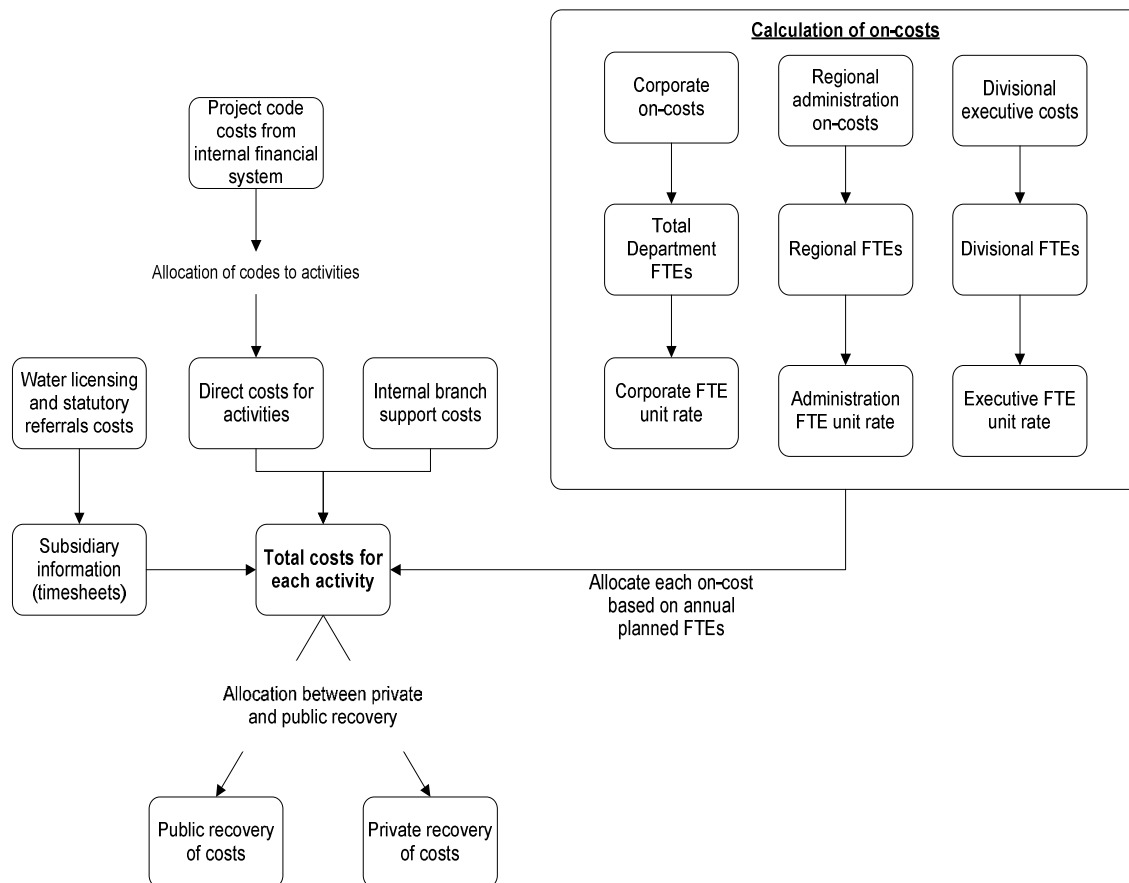 Calculation of on-costs
Corporate
on-costs
Regional
administration
on-costs
Divisional
executive costs
Total
Department
FTEs
Regional FTEs
Divisional FTEs
Corporate FTE
unit rate
Administration
FTE unit rate
Executive FTE
unit rate
Project code
costs from
internal financial
system
Allocation of codes to activities
Water licensing
and statutory
referrals costs
Direct costs for
activities
Internal branch
support costs
Subsidiary
information
(timesheets)
Total costs for
each activity
Allocate each on-cost
based on annual
planned FTEs
Allocation between private
and public recovery
Public recovery
of costs
Private recovery
of costs